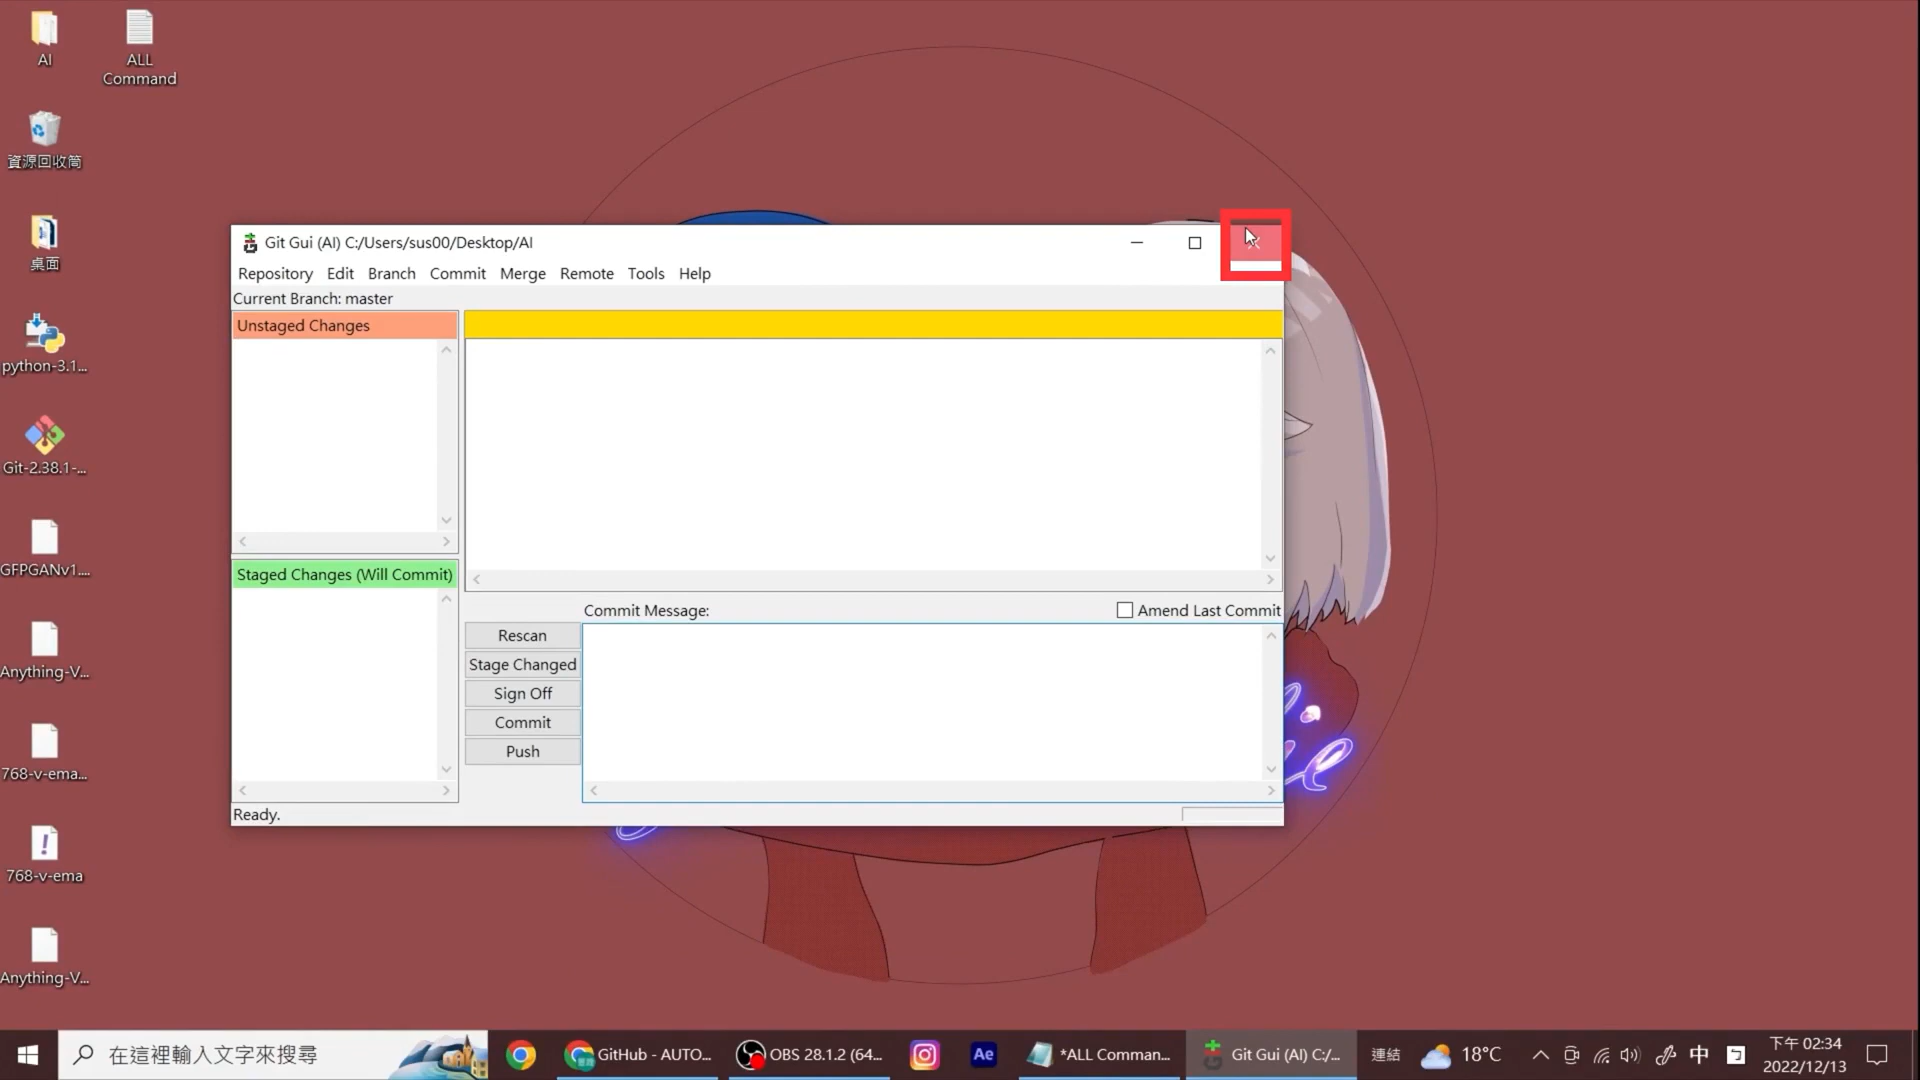 AI
ALL
Command
資源回收筒
桌面
python-3.1...
Git-2.38.1-...
GFPGANv1....
Anything-V...
768-v-ema...
768-v-ema
Anything-V...
Git Gui (AI) C:/Users/sus00/Desktop/AI
Repository Edit Branch Commit Merge Remote Tools Help
Current Branch: master
Unstaged Changes
Staged Changes (Will Commit)
Commit Message:
Amend Last Commit
Rescan
Stage Changed
Sign Off
Commit
Push
Ready.
在這裡輸入文字來搜尋
GitHub - AUTO...
OBS 28.1.2 (64...
Ae
*ALL Comman...
Git Gui (AI) C:/...
連結
18°C
中
下午 02:34
2022/12/13